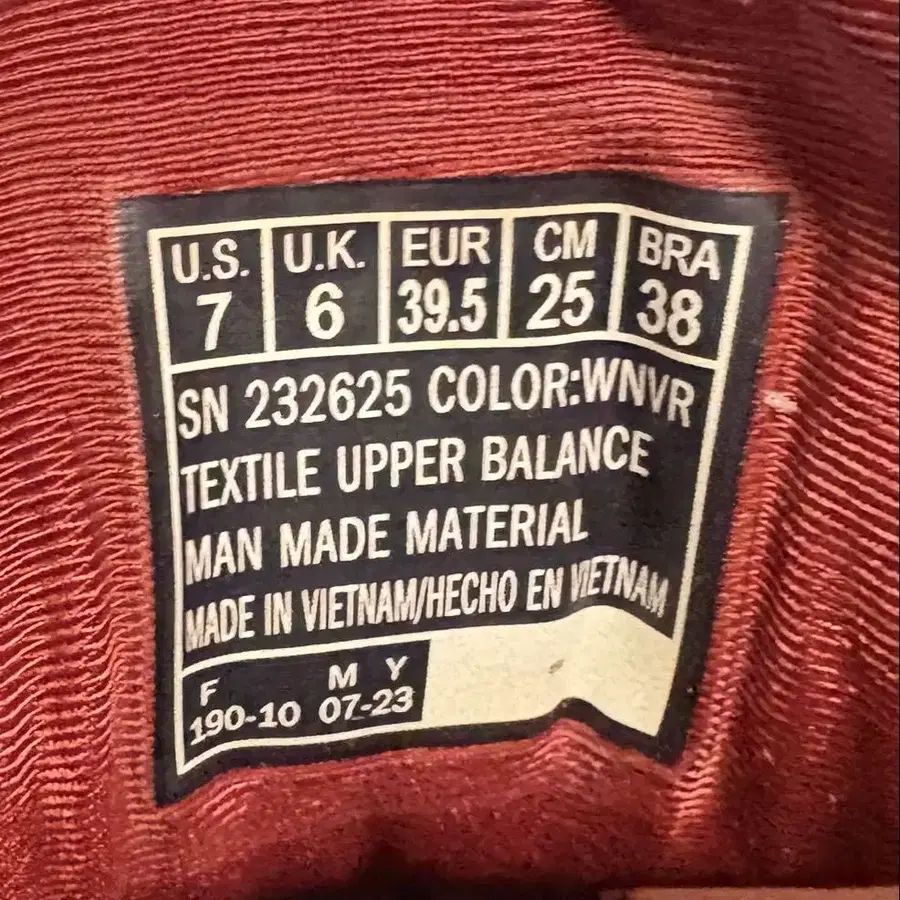 U.S. U.K. EUR CM BRA
7 6 39.5 25 38
SN 232625 COLOR:WNVR
TEXTILE UPPER BALANCE
MAN MADE MATERIAL
MADE IN VIETNAM/HECHO EN VIETNAM
F M Y
190-10 07-23